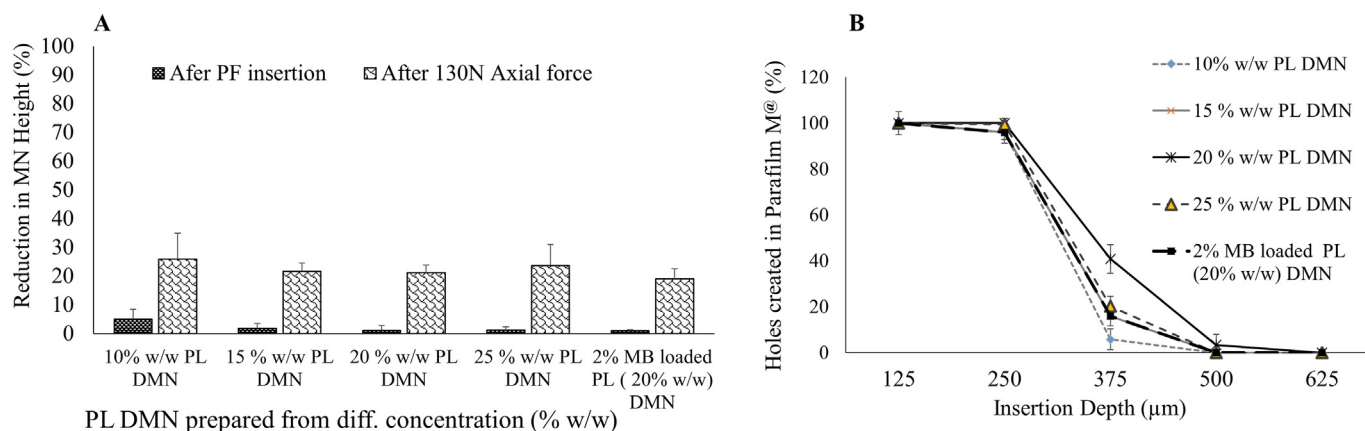 A
Reduction in MN Height (%)
100
90
80
70
60
50
40
30
20
10
0
Afer PF insertion
After 130N Axial force
10% w/w PL
DMN
15 % w/w PL
DMN
20 % w/w PL
DMN
25 % w/w PL
DMN
2% MB loaded
PL ( 20% w/w)
DMN
PL DMN prepared from diff. concentration (% w/w)
B
Holes created in Parafilm M@ (%)
120
100
80
60
40
20
0
125
250
375
500
625
Insertion Depth (µm)
10% w/w PL DMN
15 % w/w PL DMN
20 % w/w PL DMN
25 % w/w PL DMN
2% MB loaded PL
(20% w/w) DMN